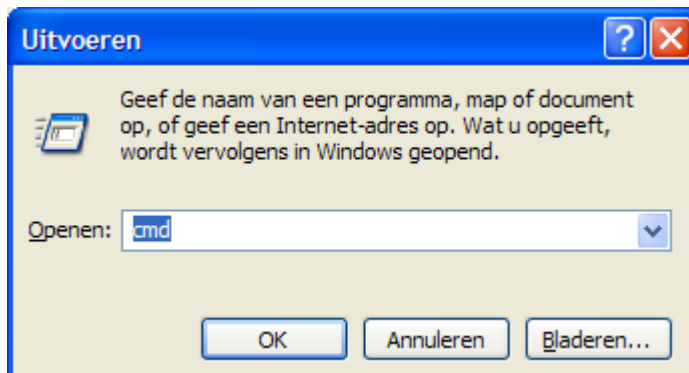 Uitvoeren
Geef de naam van een programma, map of document
op, of geef een Internet-adres op. Wat u opgeeft,
wordt vervolgens in Windows geopend.
Openen: cmd
OK Annuleren Bladeren...